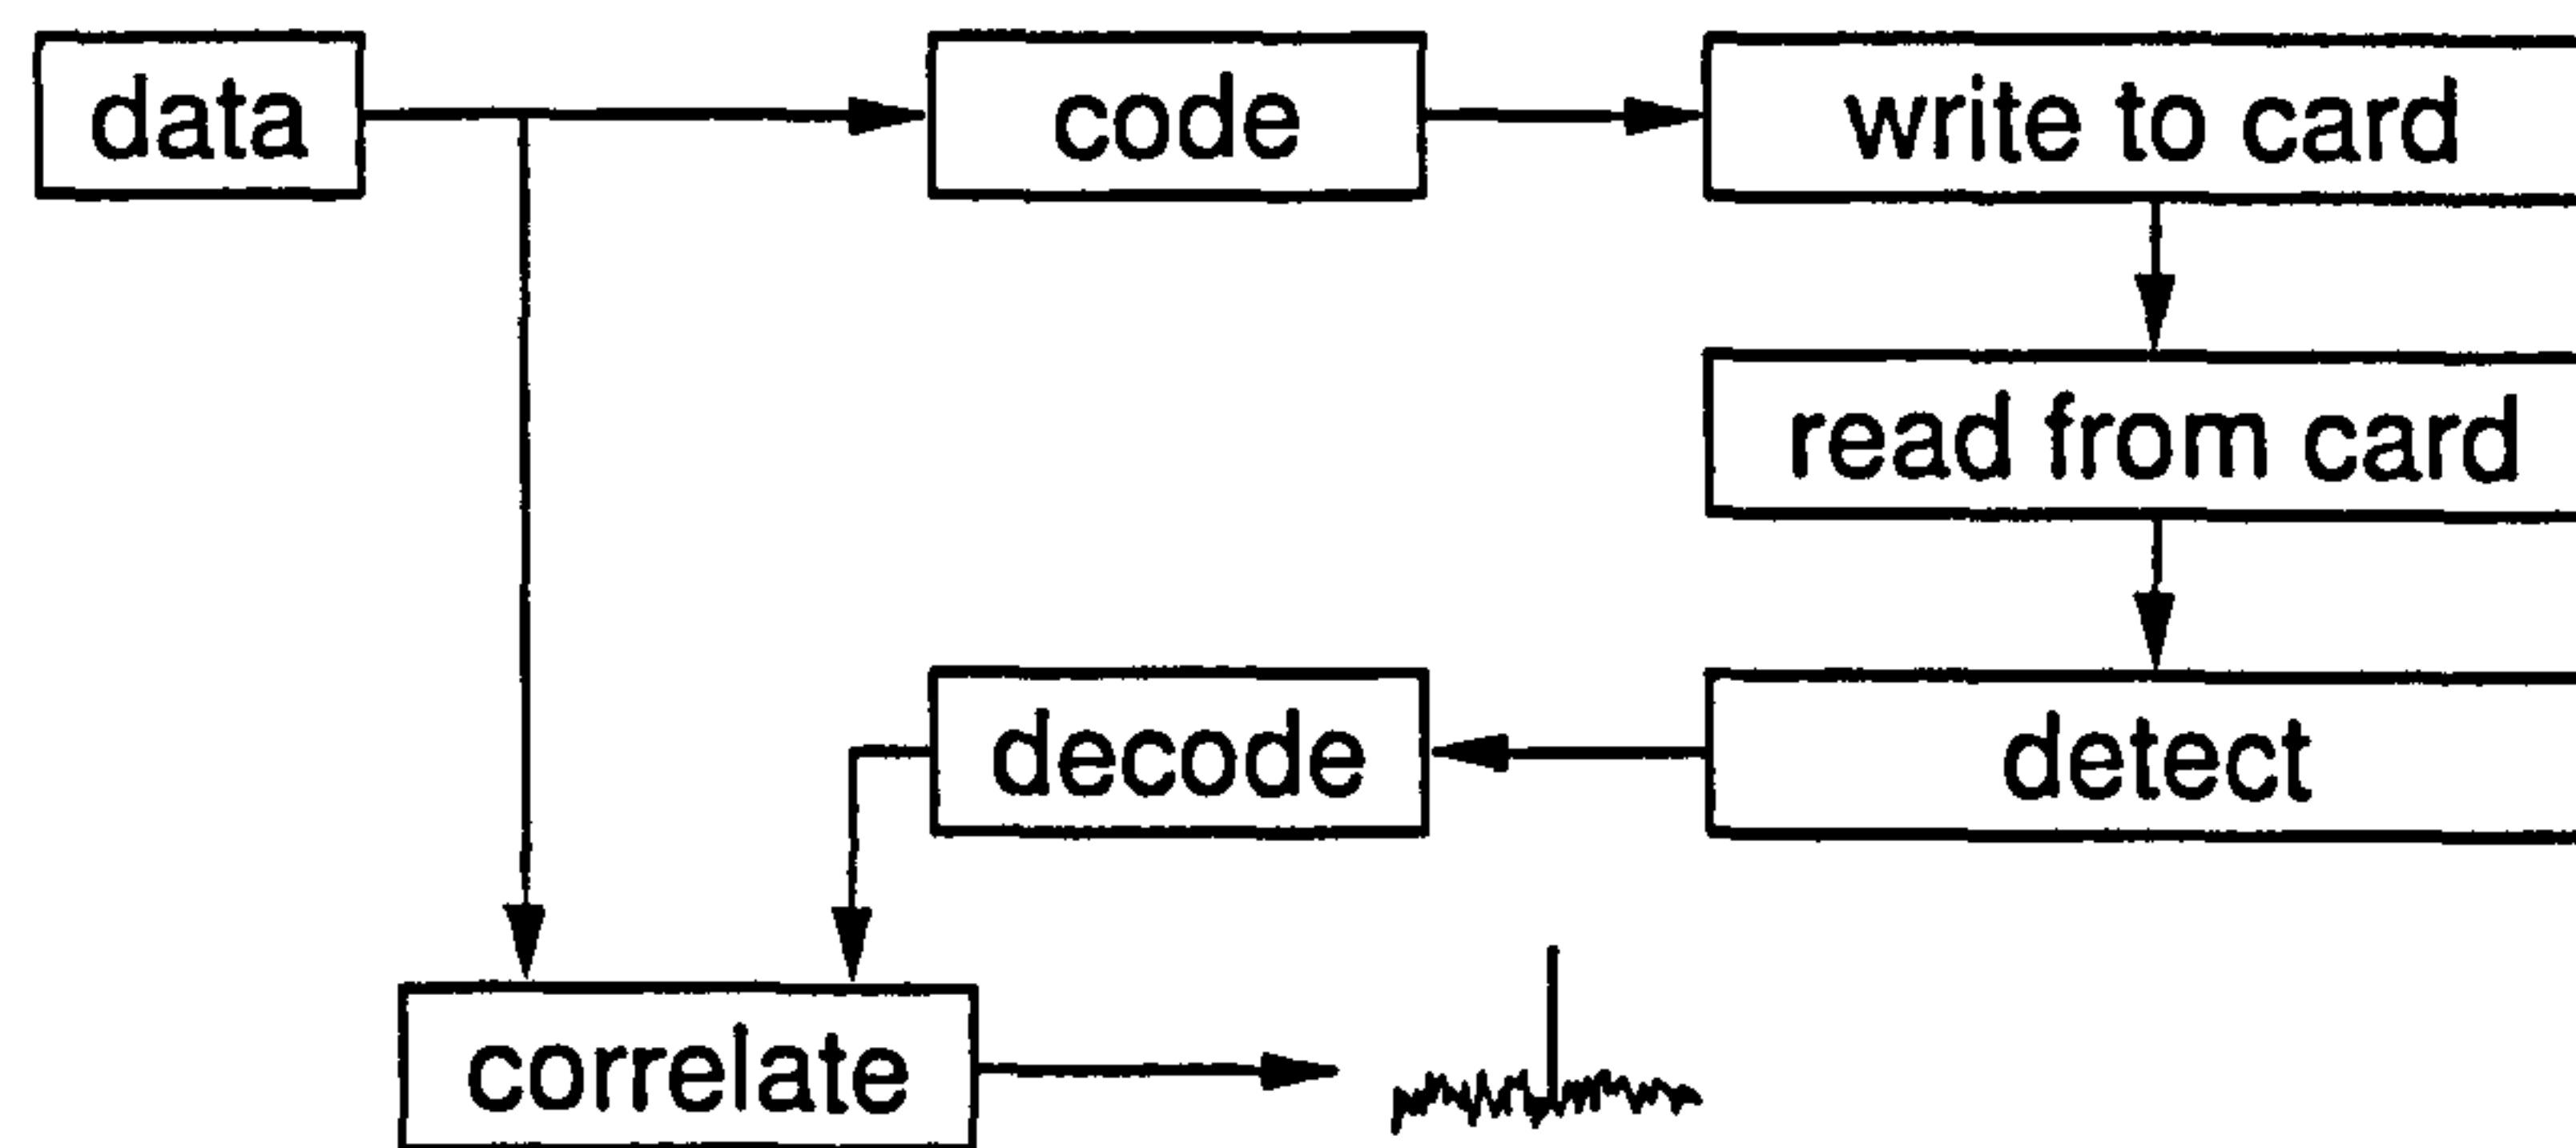 data
code
write to card
read from card
decode
detect
correlate